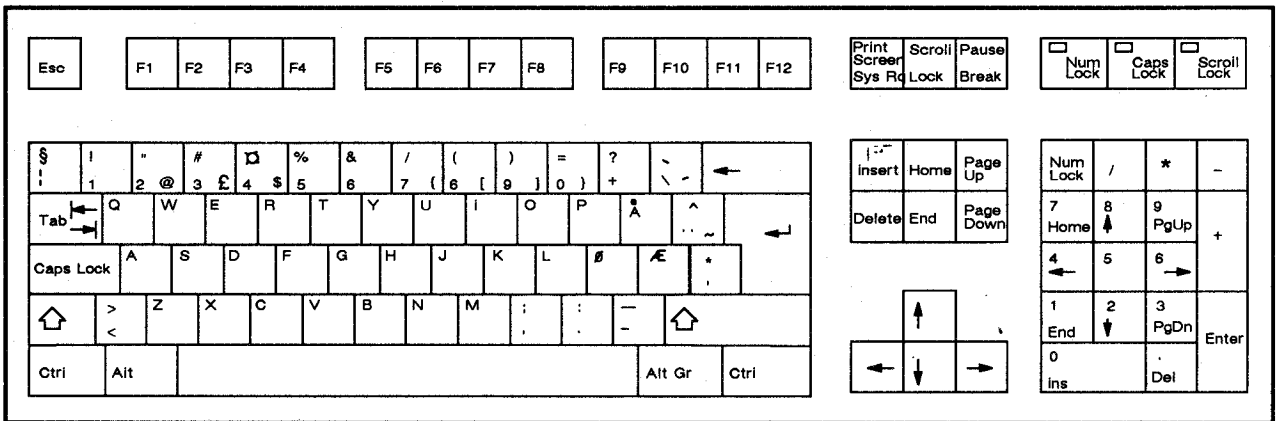 Esc F1 F2 F3 F4 F5 F6 F7 F8 F9 F10 F11 F12
Print Screen Sys Rq Scroll Lock Pause Break
Num Lock Caps Lock Scroll Lock
§ ! " # ¤ % & / ( ) = ? `
¦ 1 2 @ 3 £ 4 $ 5 6 7 { 6 [ 9 ] 0 } + \ ´
Insert Home Page Up
Num Lock / * −
Tab Q W E R T Y U I O P Å ^ ¨ ~
Delete End Page Down
7 Home 8 9 PgUp +
Caps Lock A S D F G H J K L Ø Æ * '
4 5 6
> < Z X C V B N M ; , : . _ -
1 End 2 3 PgDn Enter
Ctrl Alt Alt Gr Ctrl
0 Ins . Del